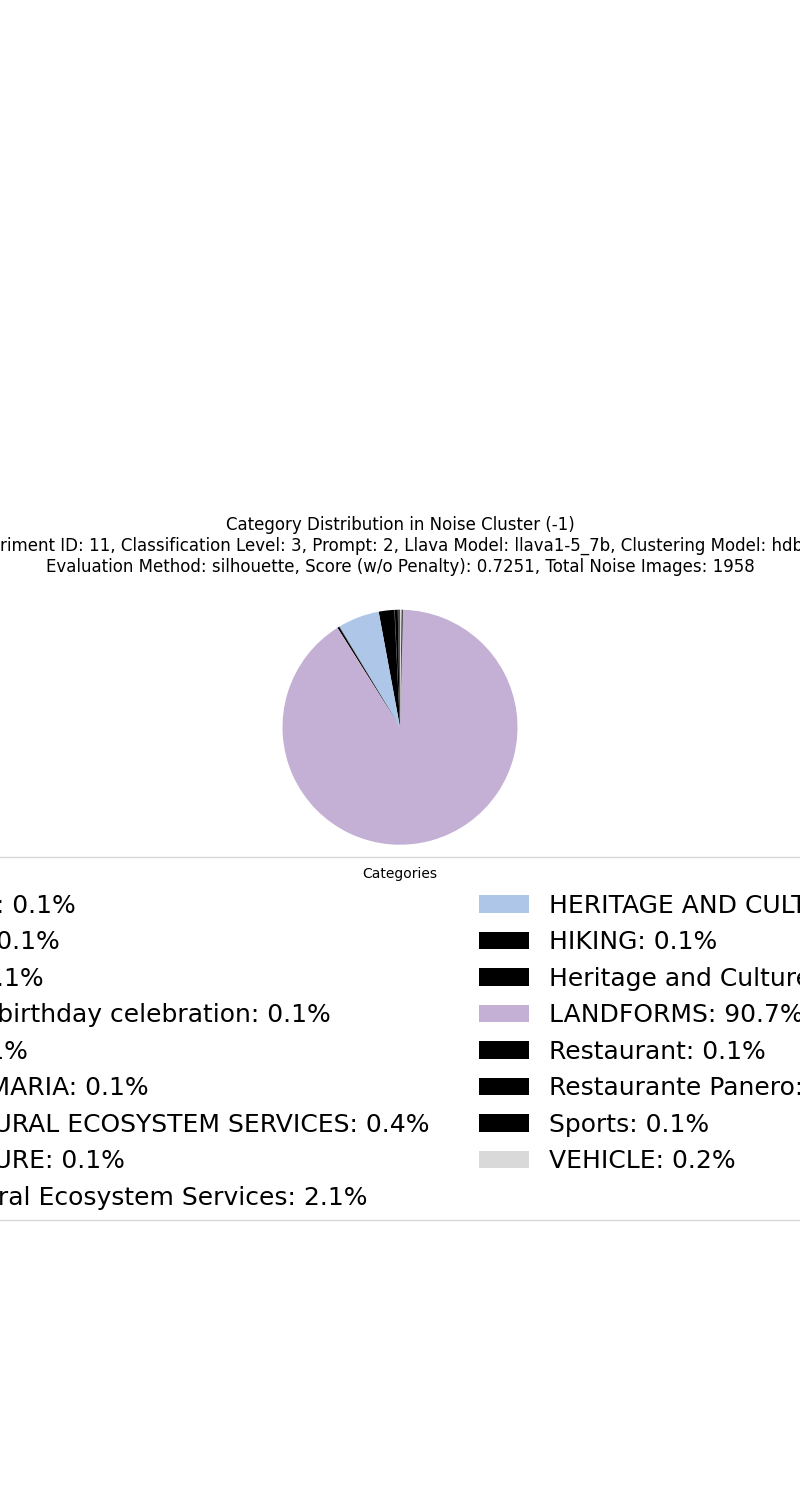 Category Distribution in Noise Cluster (-1)
riment ID: 11, Classification Level: 3, Prompt: 2, Llava Model: llava1-5_7b, Clustering Model: hdb
Evaluation Method: silhouette, Score (w/o Penalty): 0.7251, Total Noise Images: 1958
Categories
: 0.1%
0.1%
.1%
birthday celebration: 0.1%
1%
MARIA: 0.1%
URAL ECOSYSTEM SERVICES: 0.4%
URE: 0.1%
ral Ecosystem Services: 2.1%
HERITAGE AND CULT
HIKING: 0.1%
Heritage and Culture
LANDFORMS: 90.7%
Restaurant: 0.1%
Restaurante Panero:
Sports: 0.1%
VEHICLE: 0.2%